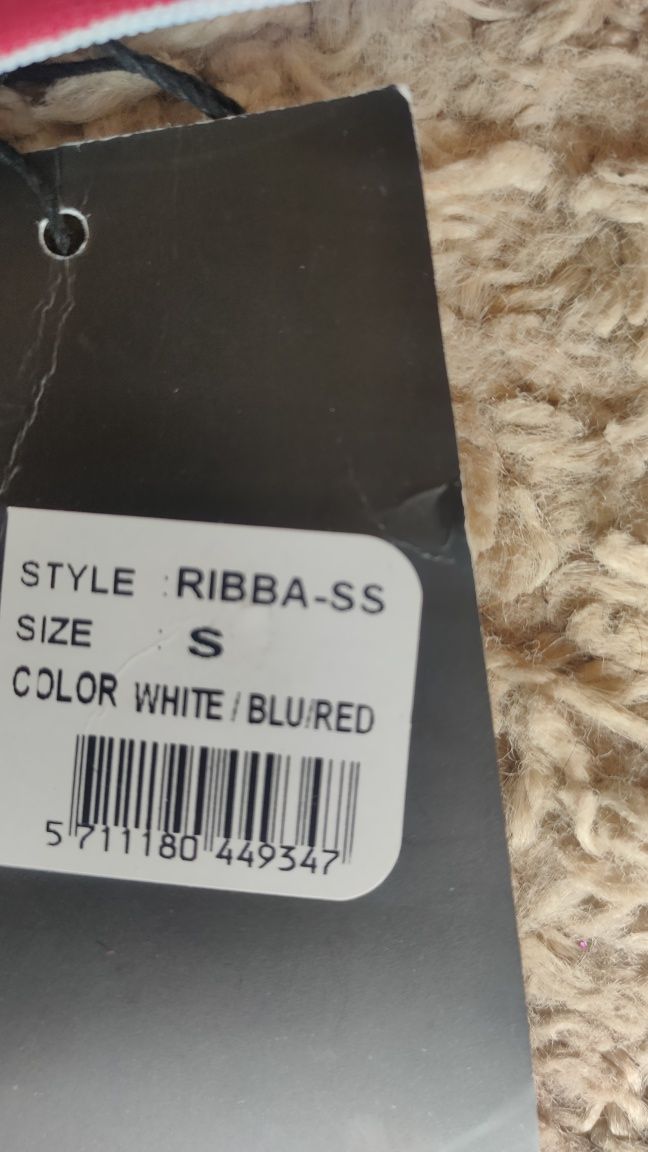 STYLE : RIBBA-SS
SIZE : S
COLOR WHITE / BLU/RED
5 711180 449347